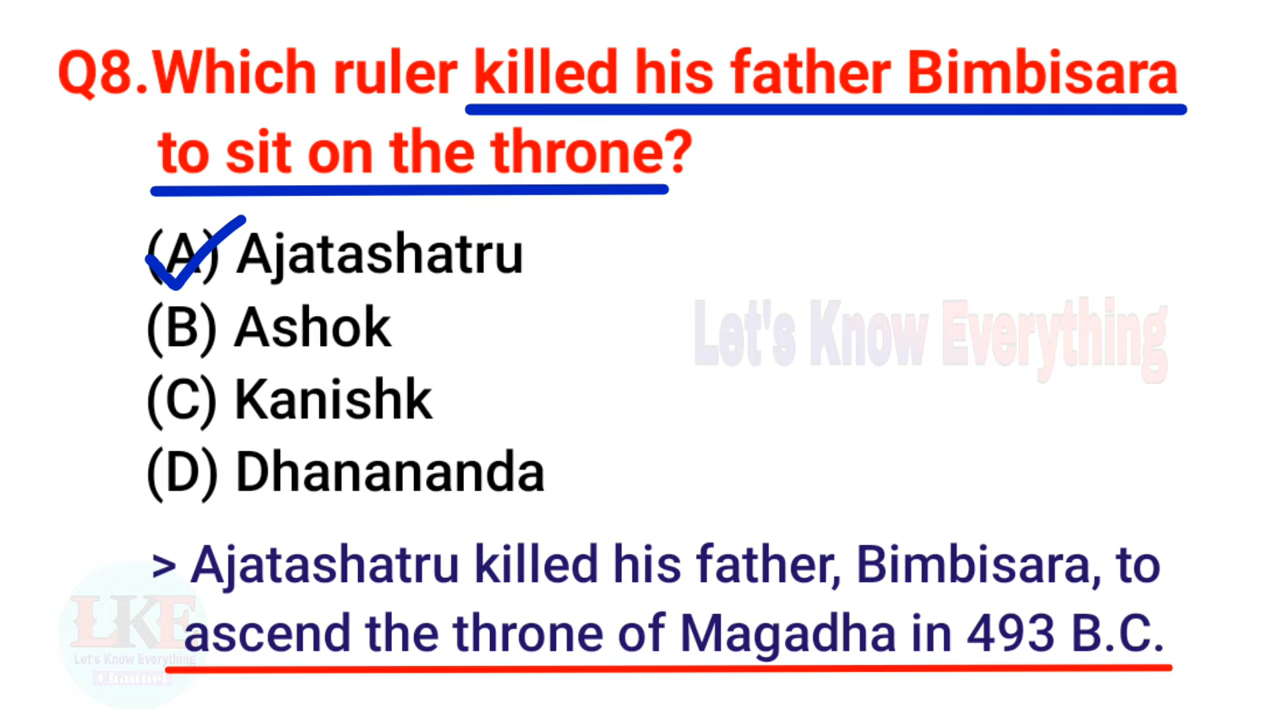 Q8.Which ruler killed his father Bimbisara
to sit on the throne?
(A) Ajatashatru
(B) Ashok
(C) Kanishk
(D) Dhanananda
Let's Know Everything
> Ajatashatru killed his father, Bimbisara, to
ascend the throne of Magadha in 493 B.C.
LKE
Let's Know Everything
Channel